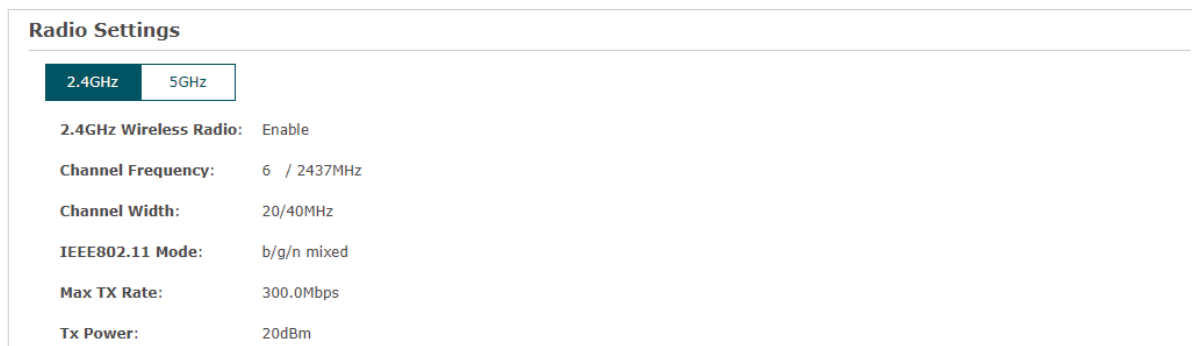 Radio Settings
2.4GHz 5GHz
2.4GHz Wireless Radio: Enable
Channel Frequency: 6 / 2437MHz
Channel Width: 20/40MHz
IEEE802.11 Mode: b/g/n mixed
Max TX Rate: 300.0Mbps
Tx Power: 20dBm